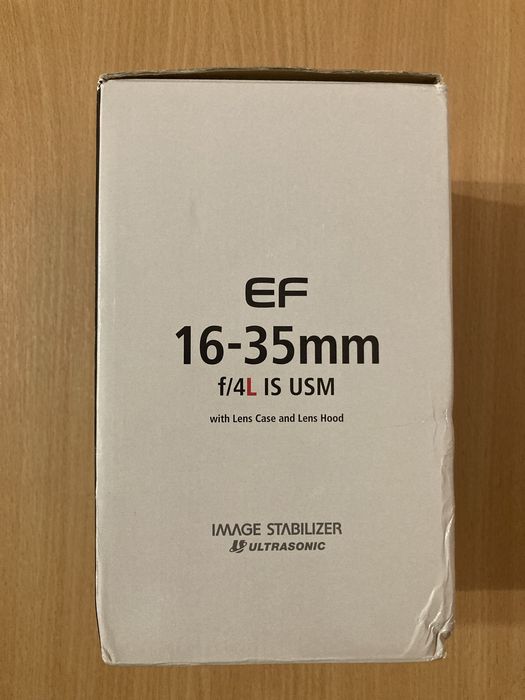 EF
16-35mm
f/4L IS USM
with Lens Case and Lens Hood
IMAGE STABILIZER
ULTRASONIC